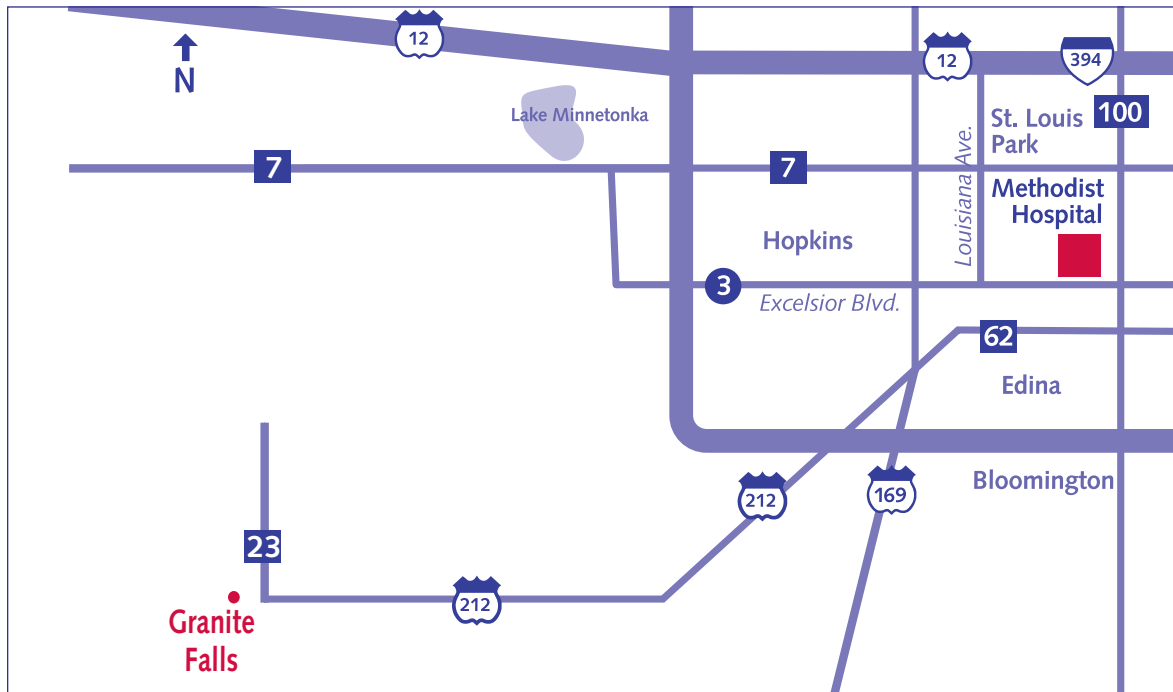 12
12
394
N
Lake Minnetonka
St. Louis
Park
100
7
7
Louisiana Ave.
Methodist
Hospital
Hopkins
3
Excelsior Blvd.
62
Edina
Bloomington
212
169
23
212
Granite
Falls